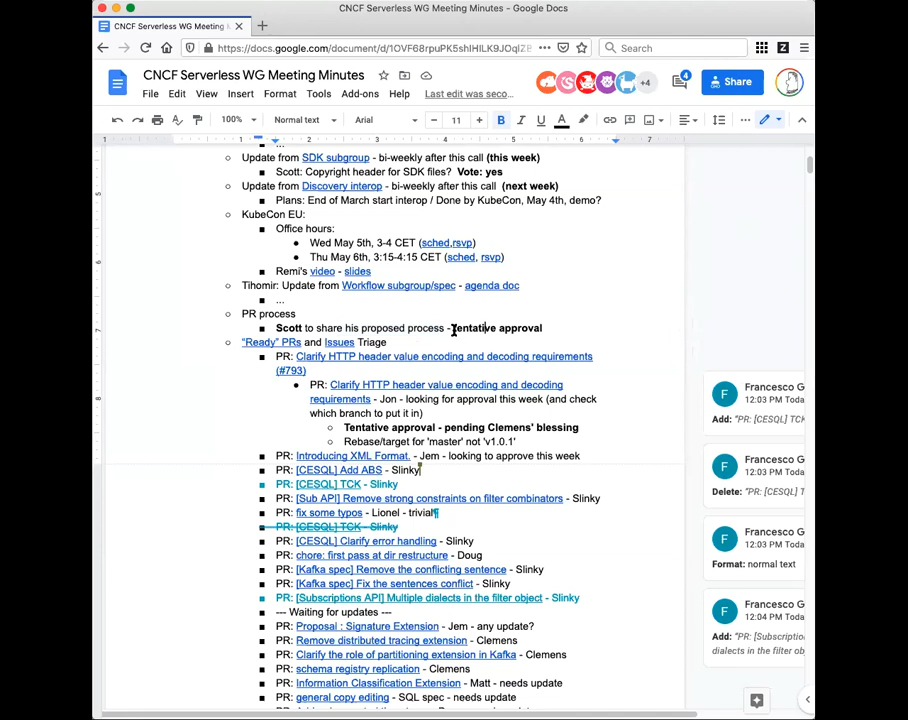 CNCF Serverless WG Meeting Minutes - Google Docs
CNCF Serverless WG Meeting Minutes
https://docs.google.com/document/d/1OVF68rpuPK5shIHILK9JOqlZB
Search
CNCF Serverless WG Meeting Minutes
+4
4
Share
File Edit View Insert Format Tools Add-ons Help Last edit was seco...
100% Normal text Arial 11 B I U A
1 1 2 3 4 5 6 7
...
Update from SDK subgroup - bi-weekly after this call (this week)
Scott: Copyright header for SDK files? Vote: yes
Update from Discovery interop - bi-weekly after this call (next week)
Plans: End of March start interop / Done by KubeCon, May 4th, demo?
KubeCon EU:
Office hours:
Wed May 5th, 3-4 CET (sched,rsvp)
Thu May 6th, 3:15-4:15 CET (sched, rsvp)
Remi's video - slides
Tihomir: Update from Workflow subgroup/spec - agenda doc
...
PR process
Scott to share his proposed process - Tentative approval
"Ready" PRs and Issues Triage
PR: Clarify HTTP header value encoding and decoding requirements
(#793)
PR: Clarify HTTP header value encoding and decoding
requirements - Jon - looking for approval this week (and check
which branch to put it in)
Tentative approval - pending Clemens' blessing
Rebase/target for 'master' not 'v1.0.1'
PR: Introducing XML Format. - Jem - looking to approve this week
PR: [CESQL] Add ABS - Slinky
PR: [CESQL] TCK - Slinky
PR: [Sub API] Remove strong constraints on filter combinators - Slinky
PR: fix some typos - Lionel - trivial¶
PR: [CESQL] TCK - Slinky
PR: [CESQL] Clarify error handling - Slinky
PR: chore: first pass at dir restructure - Doug
PR: [Kafka spec] Remove the conflicting sentence - Slinky
PR: [Kafka spec] Fix the sentences conflict - Slinky
PR: [Subscriptions API] Multiple dialects in the filter object - Slinky
--- Waiting for updates ---
PR: Proposal : Signature Extension - Jem - any update?
PR: Remove distributed tracing extension - Clemens
PR: Clarify the role of partitioning extension in Kafka - Clemens
PR: schema registry replication - Clemens
PR: Information Classification Extension - Matt - needs update
PR: general copy editing - SQL spec - needs update
F
Francesco G
12:03 PM Toda
Add: "PR: [CESQL] TCK
F
Francesco G
12:03 PM Toda
Delete: "PR: [CESQL] T
F
Francesco G
12:03 PM Toda
Format: normal text
F
Francesco G
12:04 PM Toda
Add: "PR: [Subscription
dialects in the filter ob